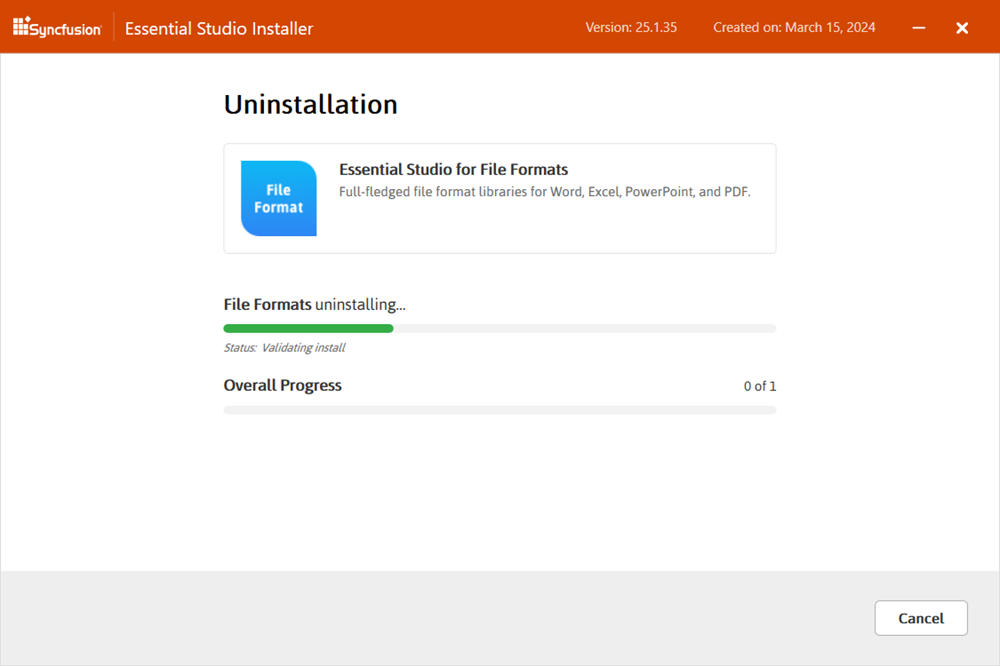 Syncfusion Essential Studio Installer Version: 25.1.35 Created on: March 15, 2024
Uninstallation
Essential Studio for File Formats
Full-fledged file format libraries for Word, Excel, PowerPoint, and PDF.
File
Format
File Formats uninstalling...
Status: Validating install
Overall Progress 0 of 1
Cancel